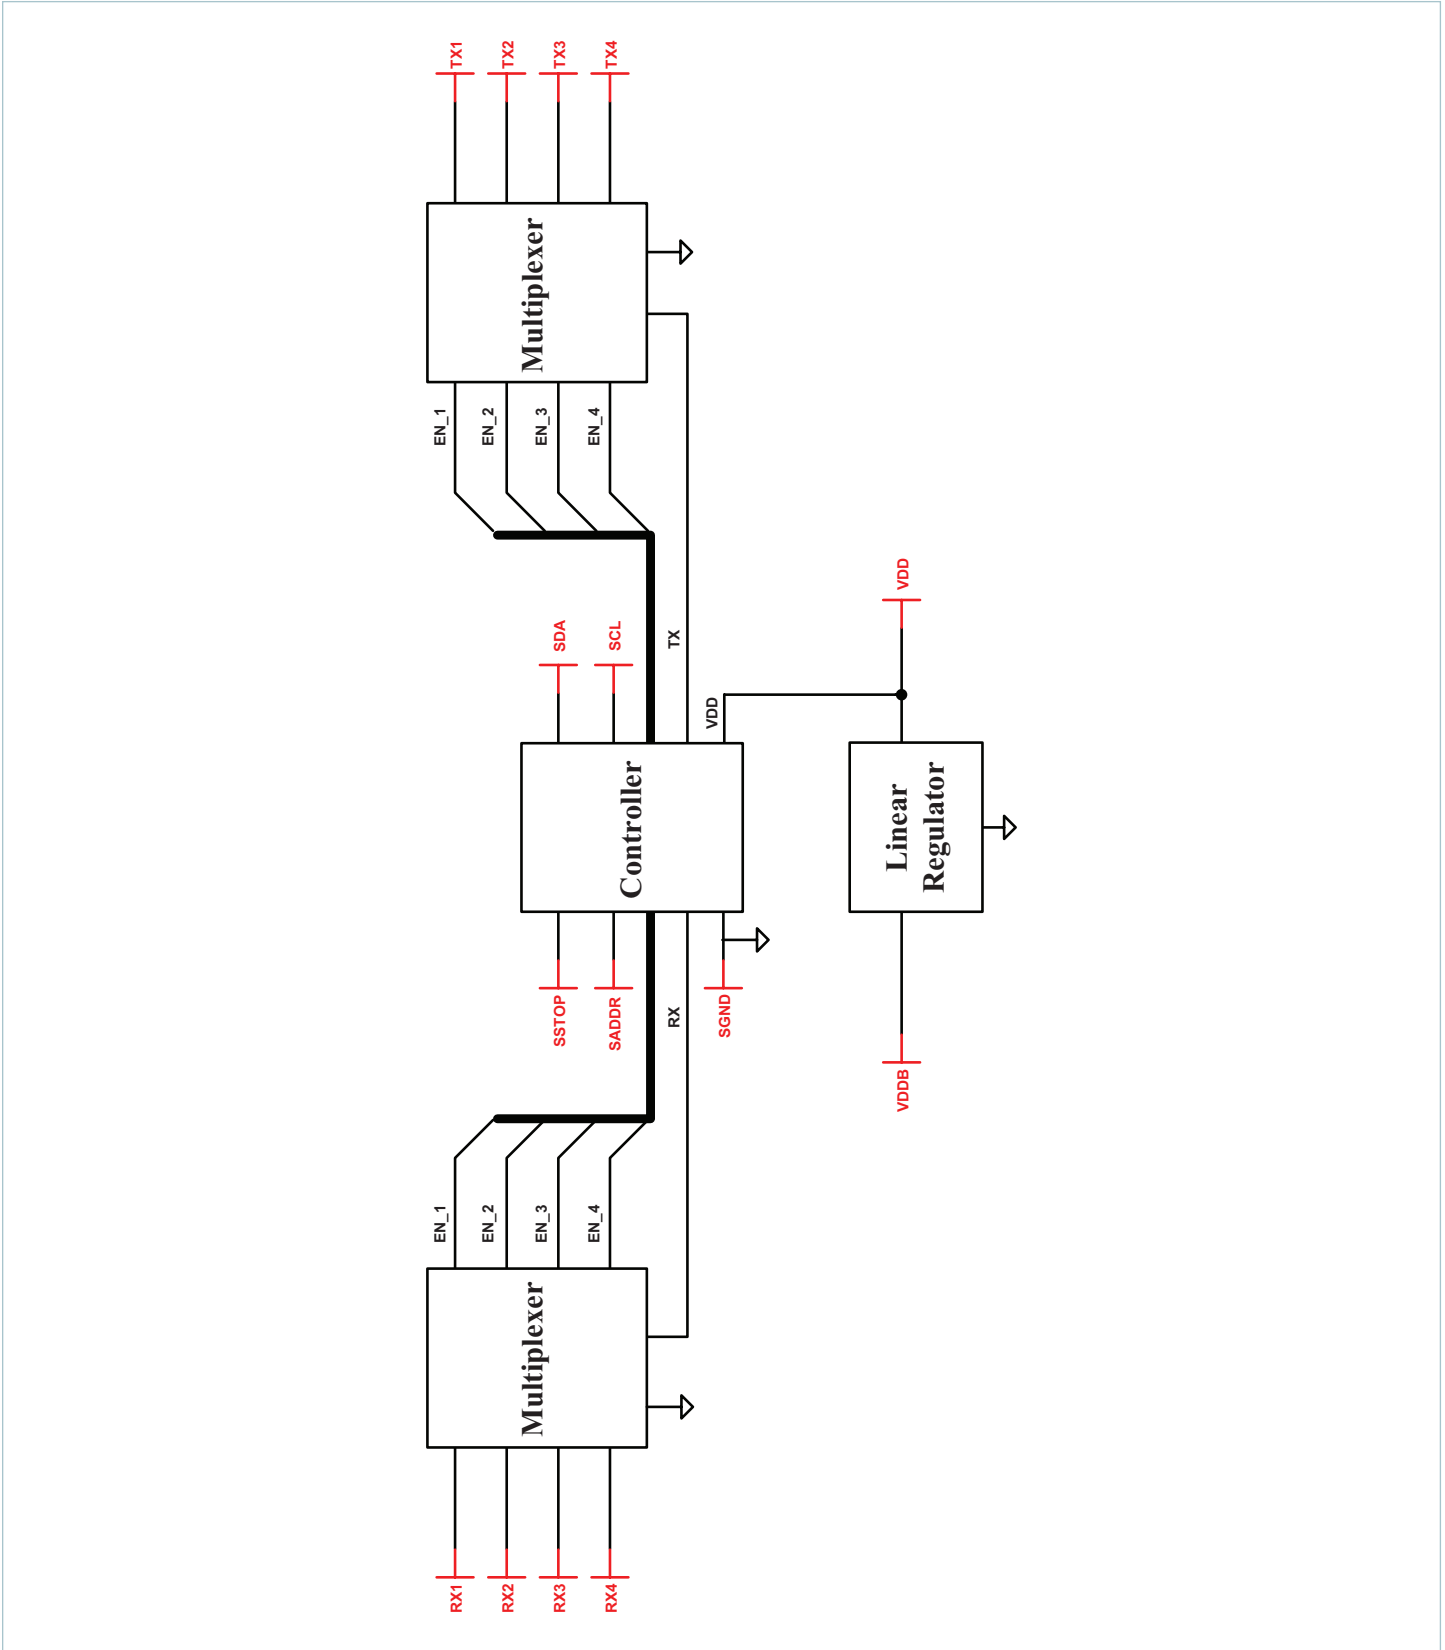 TX1
TX2
TX3
TX4
Multiplexer
EN_1
EN_2
EN_3
EN_4
SDA
SCL
TX
VDD
VDD
Controller
Linear
Regulator
SSTOP
SADDR
RX
SGND
VDDB
EN_1
EN_2
EN_3
EN_4
Multiplexer
RX1
RX2
RX3
RX4